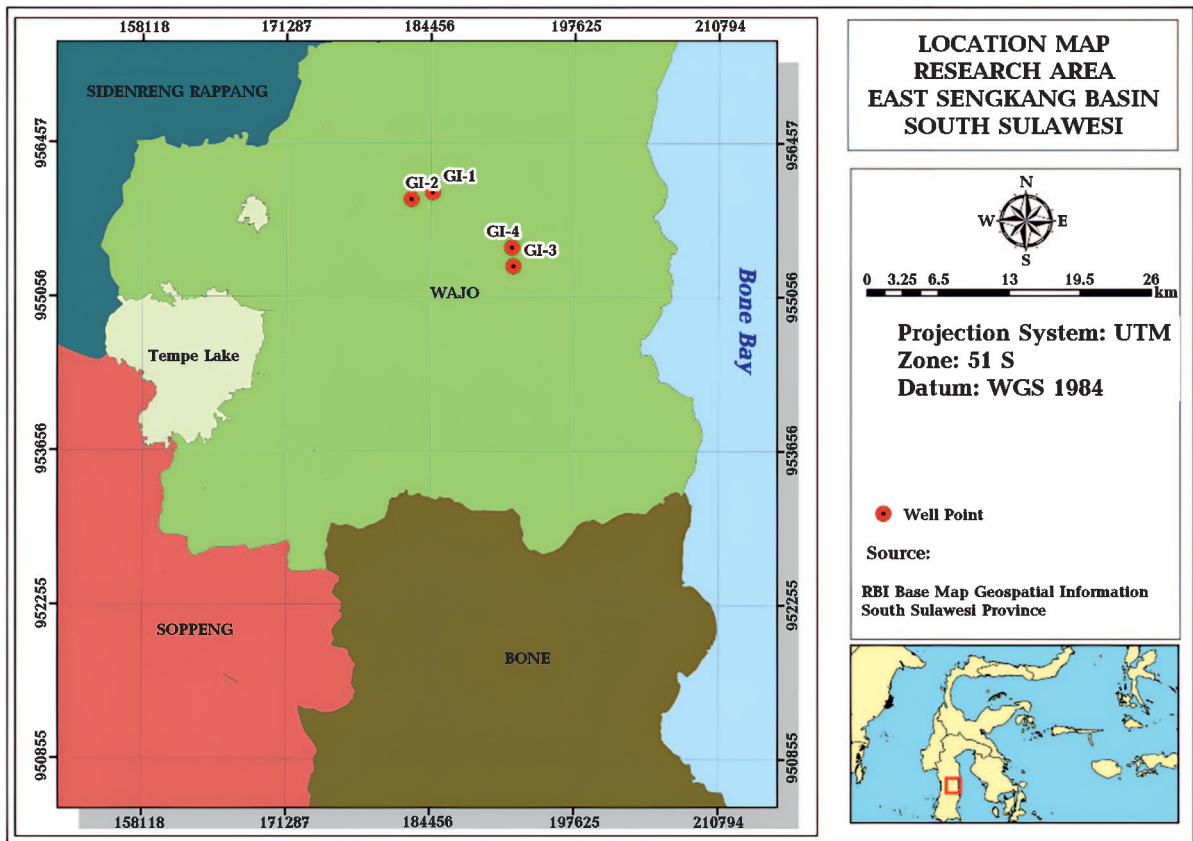 158118 171287 184456 197625 210794
SIDENRENG RAPPANG
956457
956457
GI-2 GI-1
GI-4
GI-3
WAJO
955056
955056
Bone Bay
Tempe Lake
953656
953656
952255
952255
SOPPENG
BONE
950855
950855
158118 171287 184456 197625 210794
LOCATION MAP
RESEARCH AREA
EAST SENGKANG BASIN
SOUTH SULAWESI
N
W E
S
0 3.25 6.5 13 19.5 26
km
Projection System: UTM
Zone: 51 S
Datum: WGS 1984
Well Point
Source:
RBI Base Map Geospatial Information
South Sulawesi Province